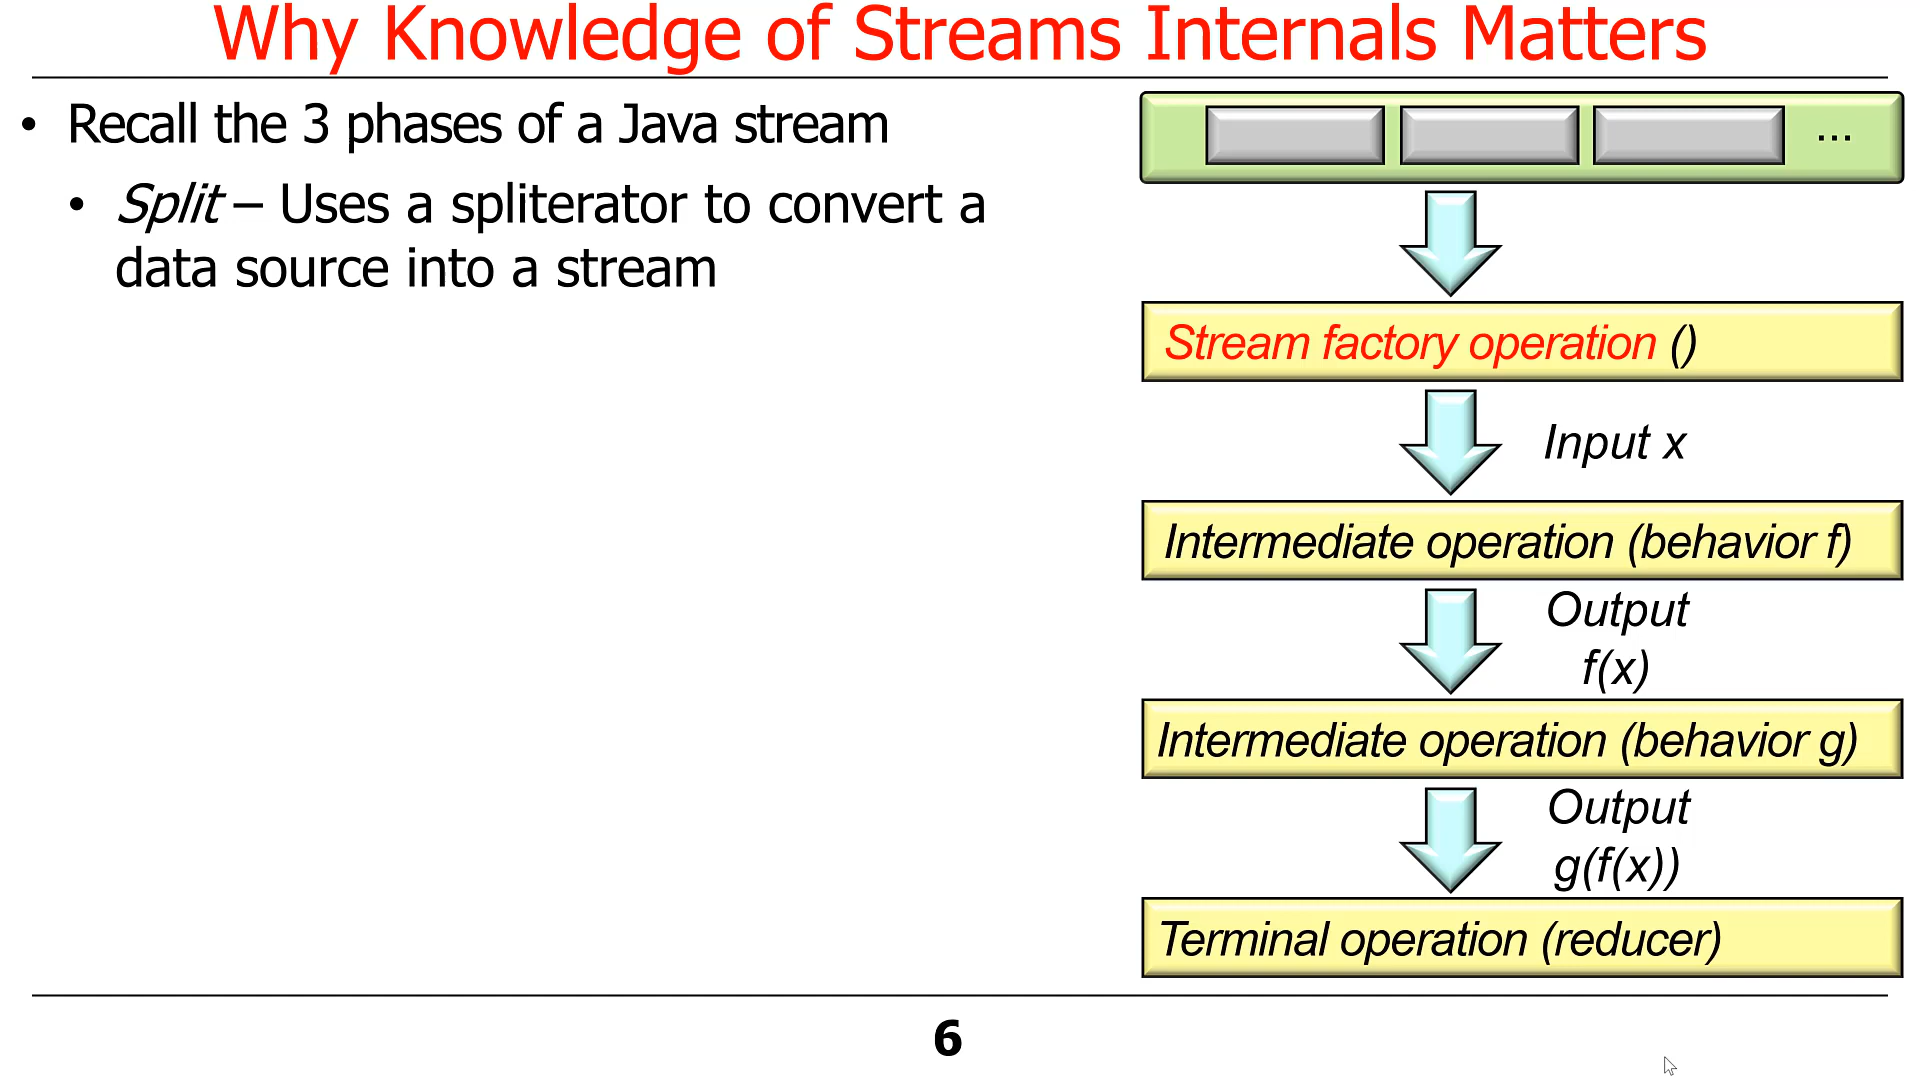 Why Knowledge of Streams Internals Matters
• Recall the 3 phases of a Java stream
• Split – Uses a spliterator to convert a
data source into a stream
...
Stream factory operation ()
Input x
Intermediate operation (behavior f)
Output
f(x)
Intermediate operation (behavior g)
Output
g(f(x))
Terminal operation (reducer)
6